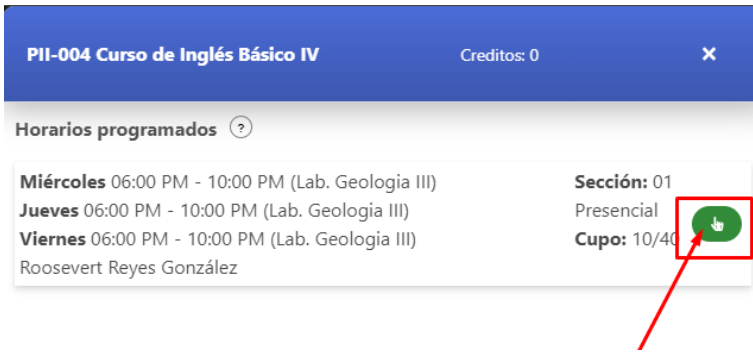 PII-004 Curso de Inglés Básico IV Creditos: 0 ×
Horarios programados ?
Miércoles 06:00 PM - 10:00 PM (Lab. Geologia III) Sección: 01
Jueves 06:00 PM - 10:00 PM (Lab. Geologia III) Presencial
Viernes 06:00 PM - 10:00 PM (Lab. Geologia III) Cupo: 10/40
Roosevert Reyes González